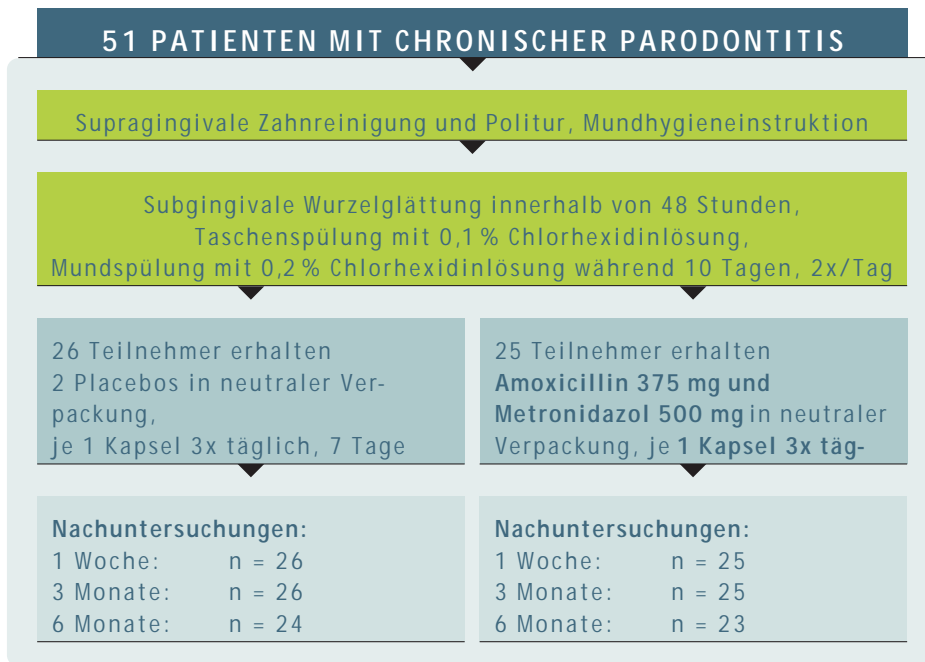 51 PATIENTEN MIT CHRONISCHER PARODONTITIS
Supragingivale Zahnreinigung und Politur, Mundhygieneinstruktion
Subgingivale Wurzelglättung innerhalb von 48 Stunden,
Taschenspülung mit 0,1 % Chlorhexidinlösung,
Mundspülung mit 0,2 % Chlorhexidinlösung während 10 Tagen, 2x/Tag
26 Teilnehmer erhalten
2 Placebos in neutraler Ver-
packung,
je 1 Kapsel 3x täglich, 7 Tage
25 Teilnehmer erhalten
Amoxicillin 375 mg und
Metronidazol 500 mg in neutraler
Verpackung, je 1 Kapsel 3x täg-
Nachuntersuchungen:
1 Woche: n = 26
3 Monate: n = 26
6 Monate: n = 24
Nachuntersuchungen:
1 Woche: n = 25
3 Monate: n = 25
6 Monate: n = 23